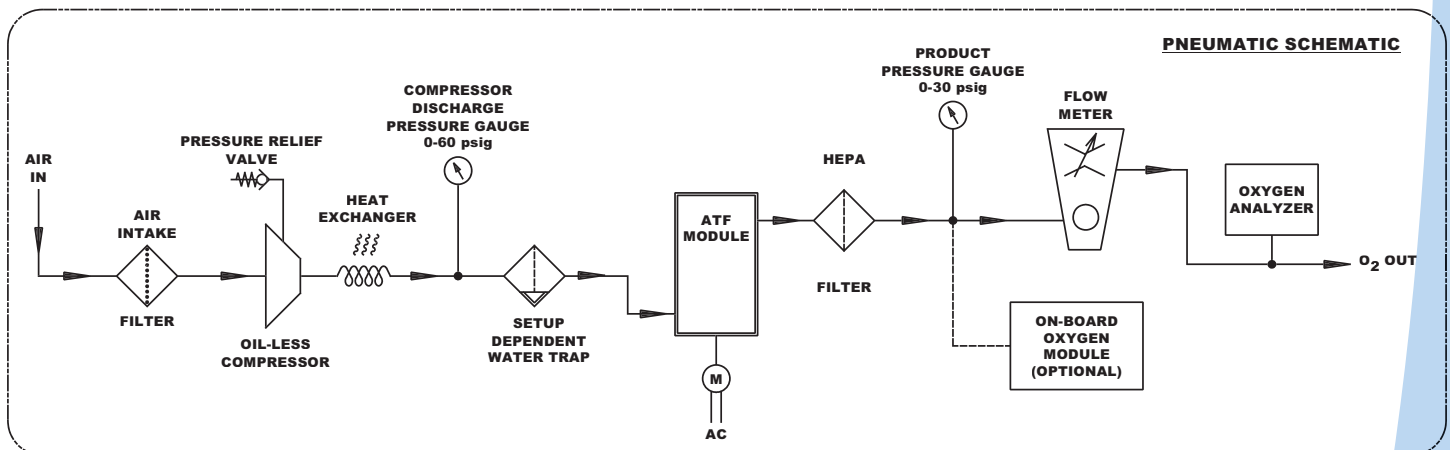 PNEUMATIC SCHEMATIC
AIR
IN
AIR
INTAKE
FILTER
PRESSURE RELIEF
VALVE
OIL-LESS
COMPRESSOR
HEAT
EXCHANGER
COMPRESSOR
DISCHARGE
PRESSURE GAUGE
0-60 psig
SETUP
DEPENDENT
WATER TRAP
ATF
MODULE
M
AC
HEPA
FILTER
PRODUCT
PRESSURE GAUGE
0-30 psig
FLOW
METER
ON-BOARD
OXYGEN
MODULE
(OPTIONAL)
OXYGEN
ANALYZER
O2 OUT